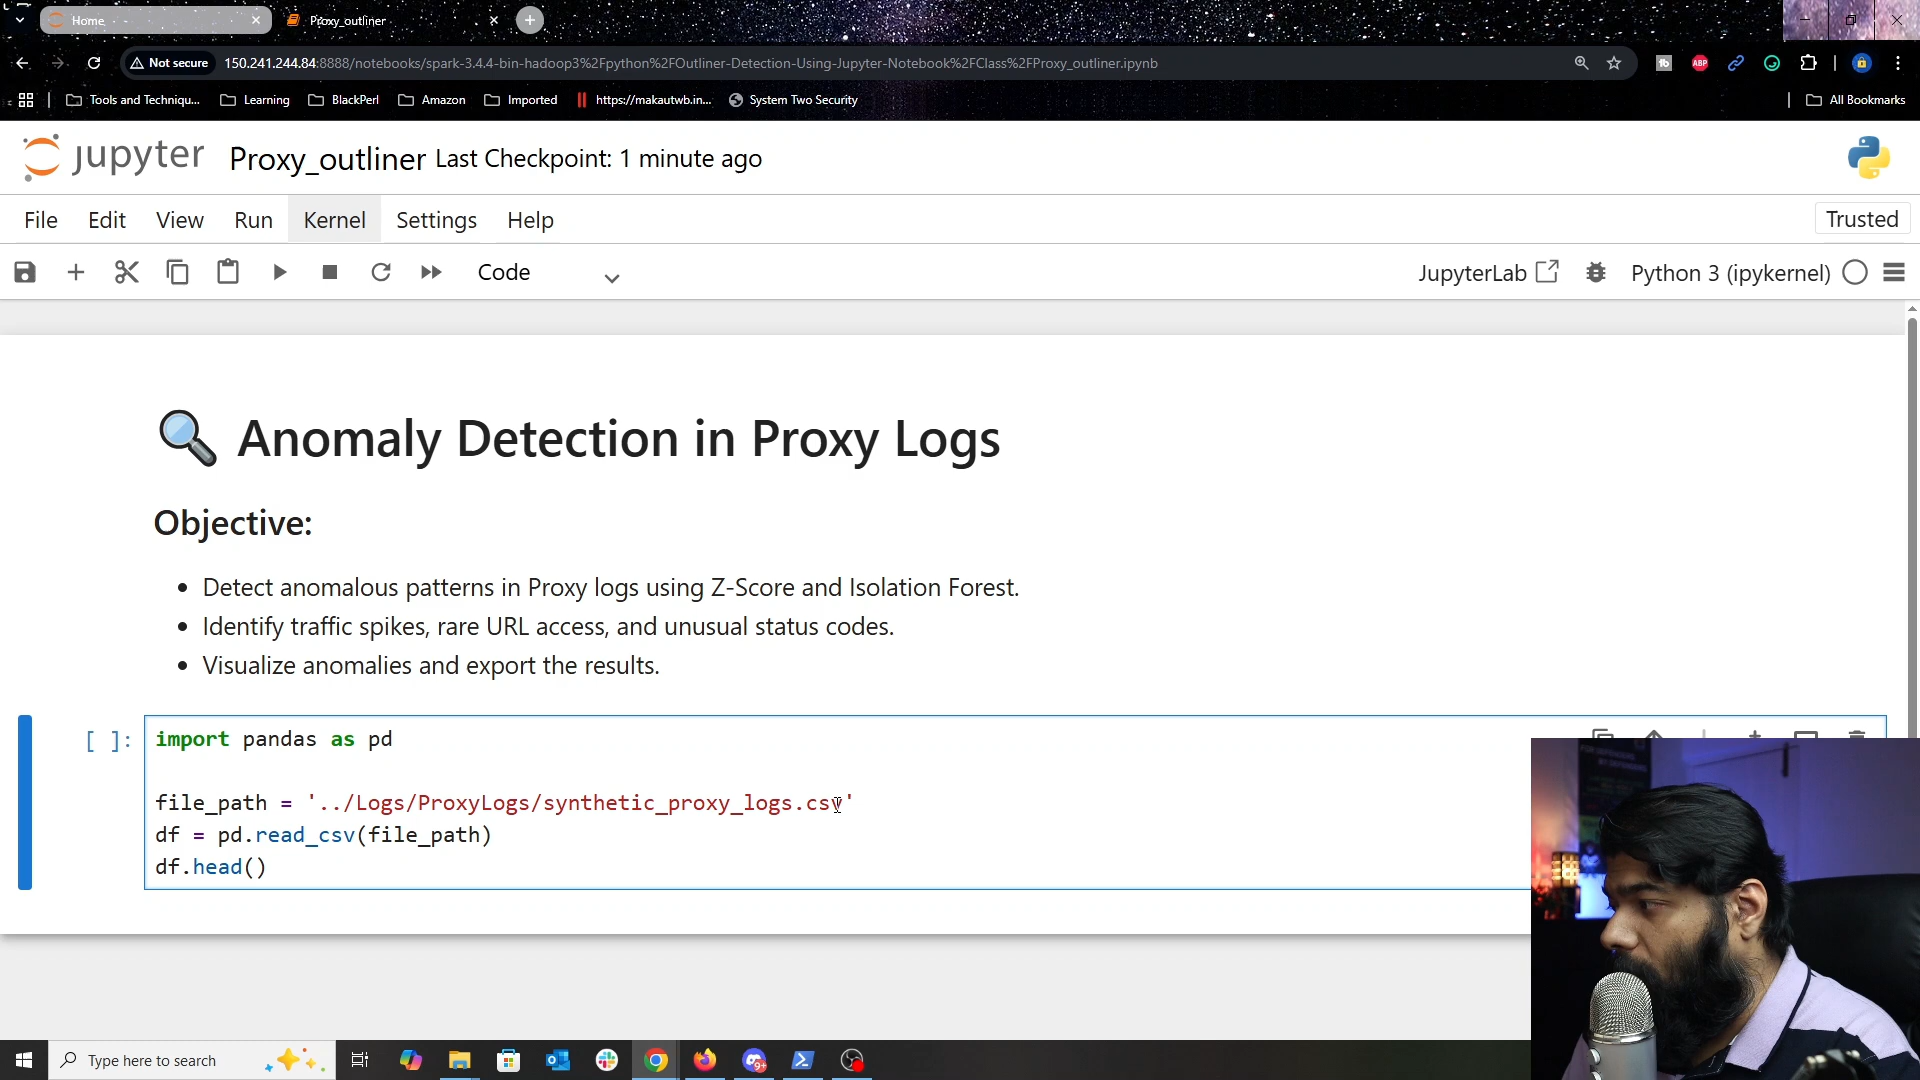 Home
Proxy_outliner
Not secure
150.241.244.84:8888/notebooks/spark-3.4.4-bin-hadoop3%2Fpython%2FOutliner-Detection-Using-Jupyter-Notebook%2FClass%2FProxy_outliner.ipynb
ABP
Tools and Techniqu...
Learning
BlackPerl
Amazon
Imported
https://makautwb.in...
System Two Security
All Bookmarks
jupyter
Proxy_outliner Last Checkpoint: 1 minute ago
File Edit View Run Kernel Settings Help
Trusted
Code
JupyterLab
Python 3 (ipykernel)
Anomaly Detection in Proxy Logs
Objective:
Detect anomalous patterns in Proxy logs using Z-Score and Isolation Forest.
Identify traffic spikes, rare URL access, and unusual status codes.
Visualize anomalies and export the results.
[ ]:
import pandas as pd
file_path = '../Logs/ProxyLogs/synthetic_proxy_logs.csv'
df = pd.read_csv(file_path)
df.head()
Type here to search
9+